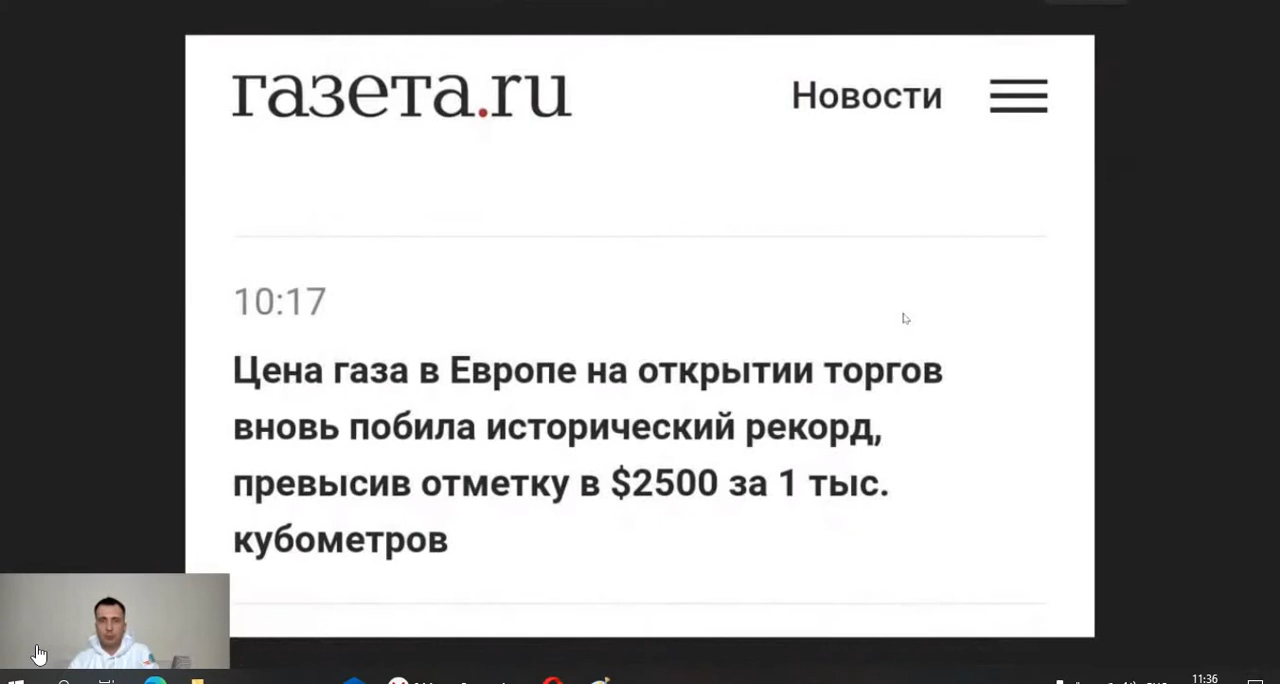 газета.ru
Новости
10:17
Цена газа в Европе на открытии торгов
вновь побила исторический рекорд,
превысив отметку в $2500 за 1 тыс.
кубометров
11:36